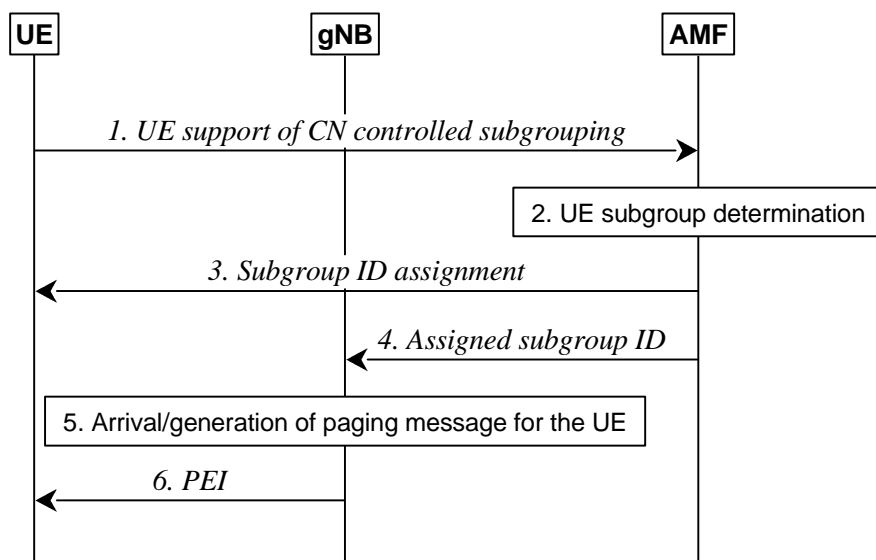 UE
gNB
AMF
1. UE support of CN controlled subgrouping
2. UE subgroup determination
3. Subgroup ID assignment
4. Assigned subgroup ID
5. Arrival/generation of paging message for the UE
6. PEI